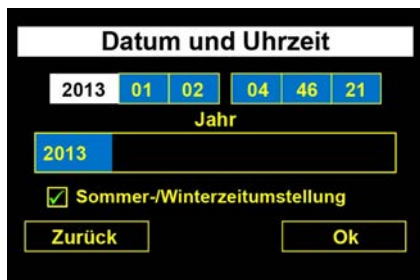 Datum und Uhrzeit
2013 01 02 04 46 21
Jahr
2013
Sommer-/Winterzeitumstellung
Zurück Ok